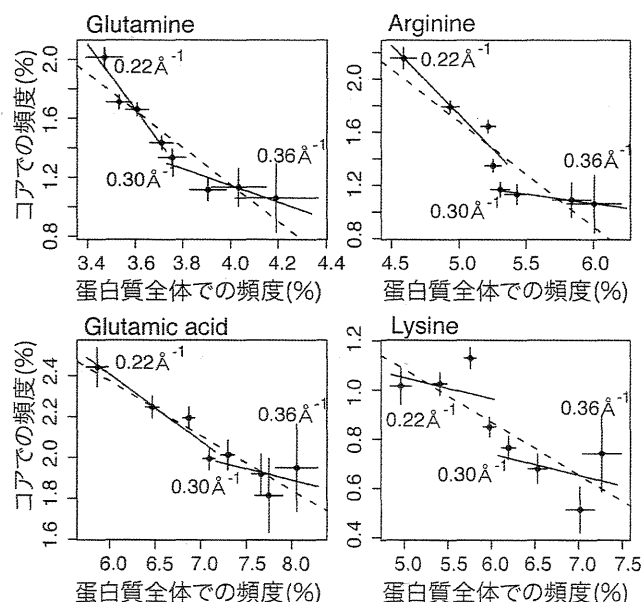 Glutamine
コアでの頻度(%)
0.8 1.2 1.6 2.0
0.22Å⁻¹
0.30Å⁻¹
0.36Å⁻¹
3.4 3.6 3.8 4.0 4.2 4.4
蛋白質全体での頻度(%)
Arginine
0.8 1.2 1.6 2.0
0.22Å⁻¹
0.30Å⁻¹
0.36Å⁻¹
4.5 5.0 5.5 6.0
蛋白質全体での頻度(%)
Glutamic acid
コアでの頻度(%)
1.6 1.8 2.0 2.4
0.22Å⁻¹
0.30Å⁻¹
0.36Å⁻¹
6.0 6.5 7.0 7.5 8.0
蛋白質全体での頻度(%)
Lysine
0.4 0.6 0.8 1.0 1.2
0.22Å⁻¹
0.30Å⁻¹
0.36Å⁻¹
5.0 5.5 6.0 6.5 7.0 7.5
蛋白質全体での頻度(%)